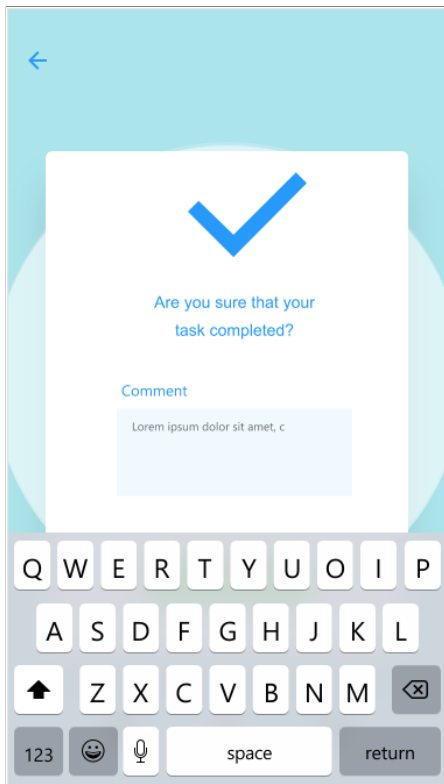 Are you sure that your
task completed?
Comment
Lorem ipsum dolor sit amet, c
Q W E R T Y U O I P
A S D F G H J K L
Z X C V B N M
123 space return